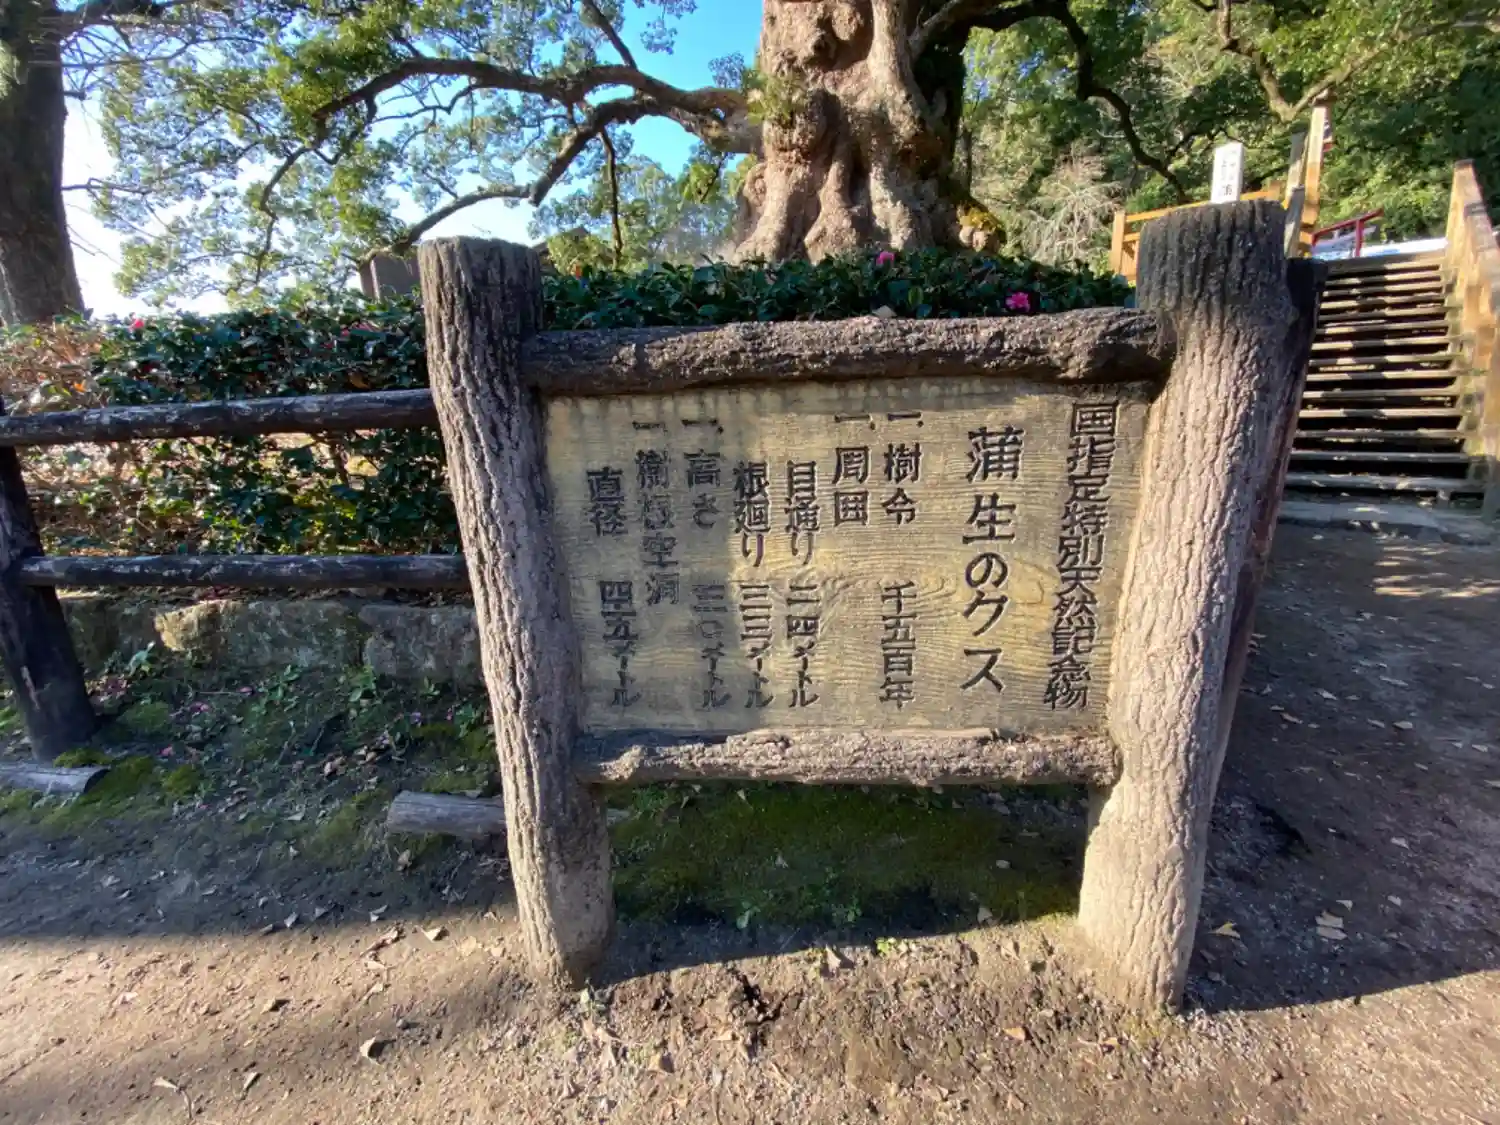 国指定特別天然記念物
蒲生のクス
一、樹令 千五百年
一、周囲
目通り 二四メートル
根廻り 三三メートル
一、高さ 三〇メートル
一、樹根空洞
直径 四・五メートル